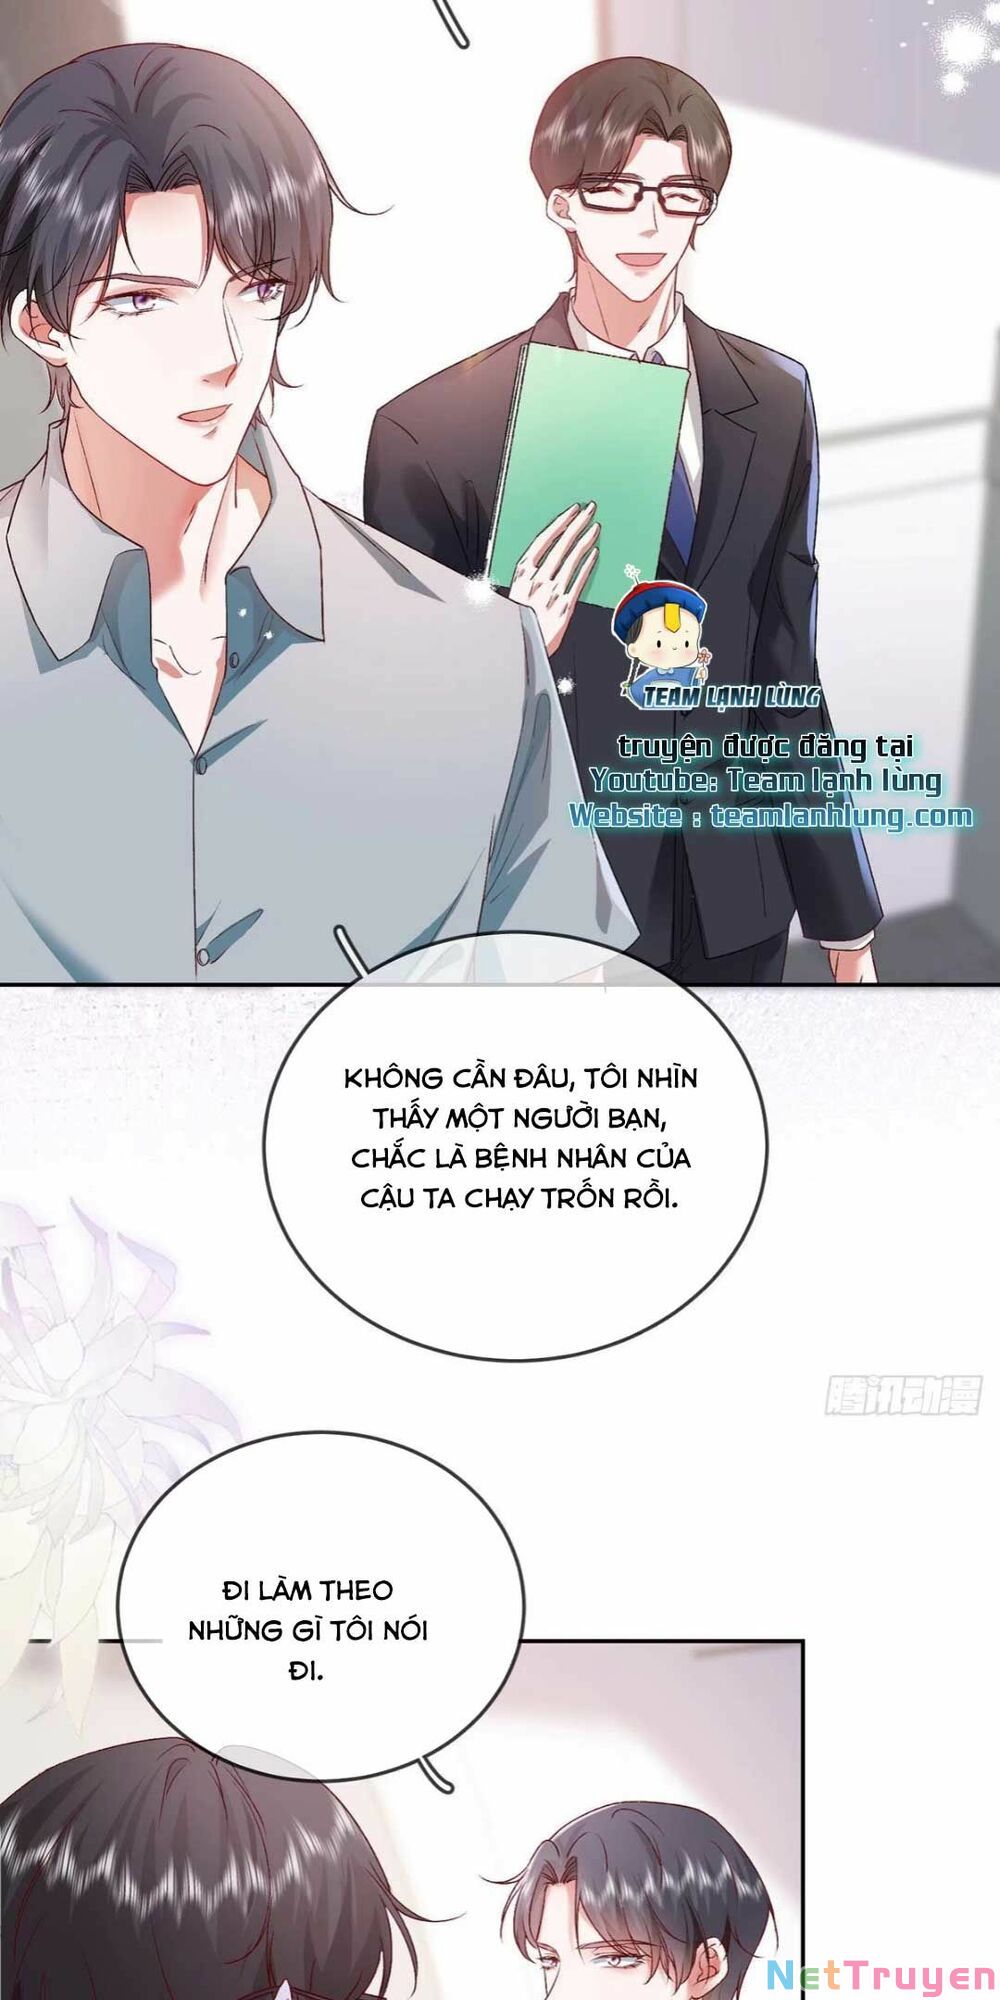 TEAM LẠNH LÙNG
truyện được đăng tại
Youtube: Team lạnh lùng
Website : teamlanhlung.com
KHÔNG CẦN ĐÂU, TÔI NHÌN
THẤY MỘT NGƯỜI BẠN,
CHẮC LÀ BỆNH NHÂN CỦA
CẬU TA CHẠY TRỐN RỒI.
腾讯动漫
ĐI LÀM THEO
NHỮNG GÌ TÔI NÓI
ĐI.
NetTruyen